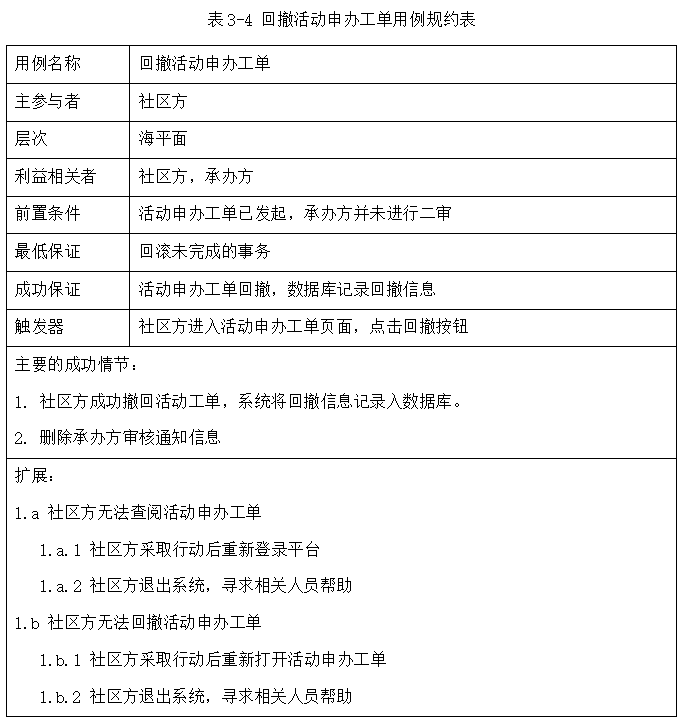 表3-4 回撤活动申办工单用例规约表
用例名称 回撤活动申办工单
主参与者 社区方
层次 海平面
利益相关者 社区方，承办方
前置条件 活动申办工单已发起，承办方并未进行二审
最低保证 回滚未完成的事务
成功保证 活动申办工单回撤，数据库记录回撤信息
触发器 社区方进入活动申办工单页面，点击回撤按钮
主要的成功情节：
1. 社区方成功撤回活动工单，系统将回撤信息记录入数据库。
2. 删除承办方审核通知信息
扩展：
1.a 社区方无法查阅活动申办工单
1.a.1 社区方采取行动后重新登录平台
1.a.2 社区方退出系统，寻求相关人员帮助
1.b 社区方无法回撤活动申办工单
1.b.1 社区方采取行动后重新打开活动申办工单
1.b.2 社区方退出系统，寻求相关人员帮助